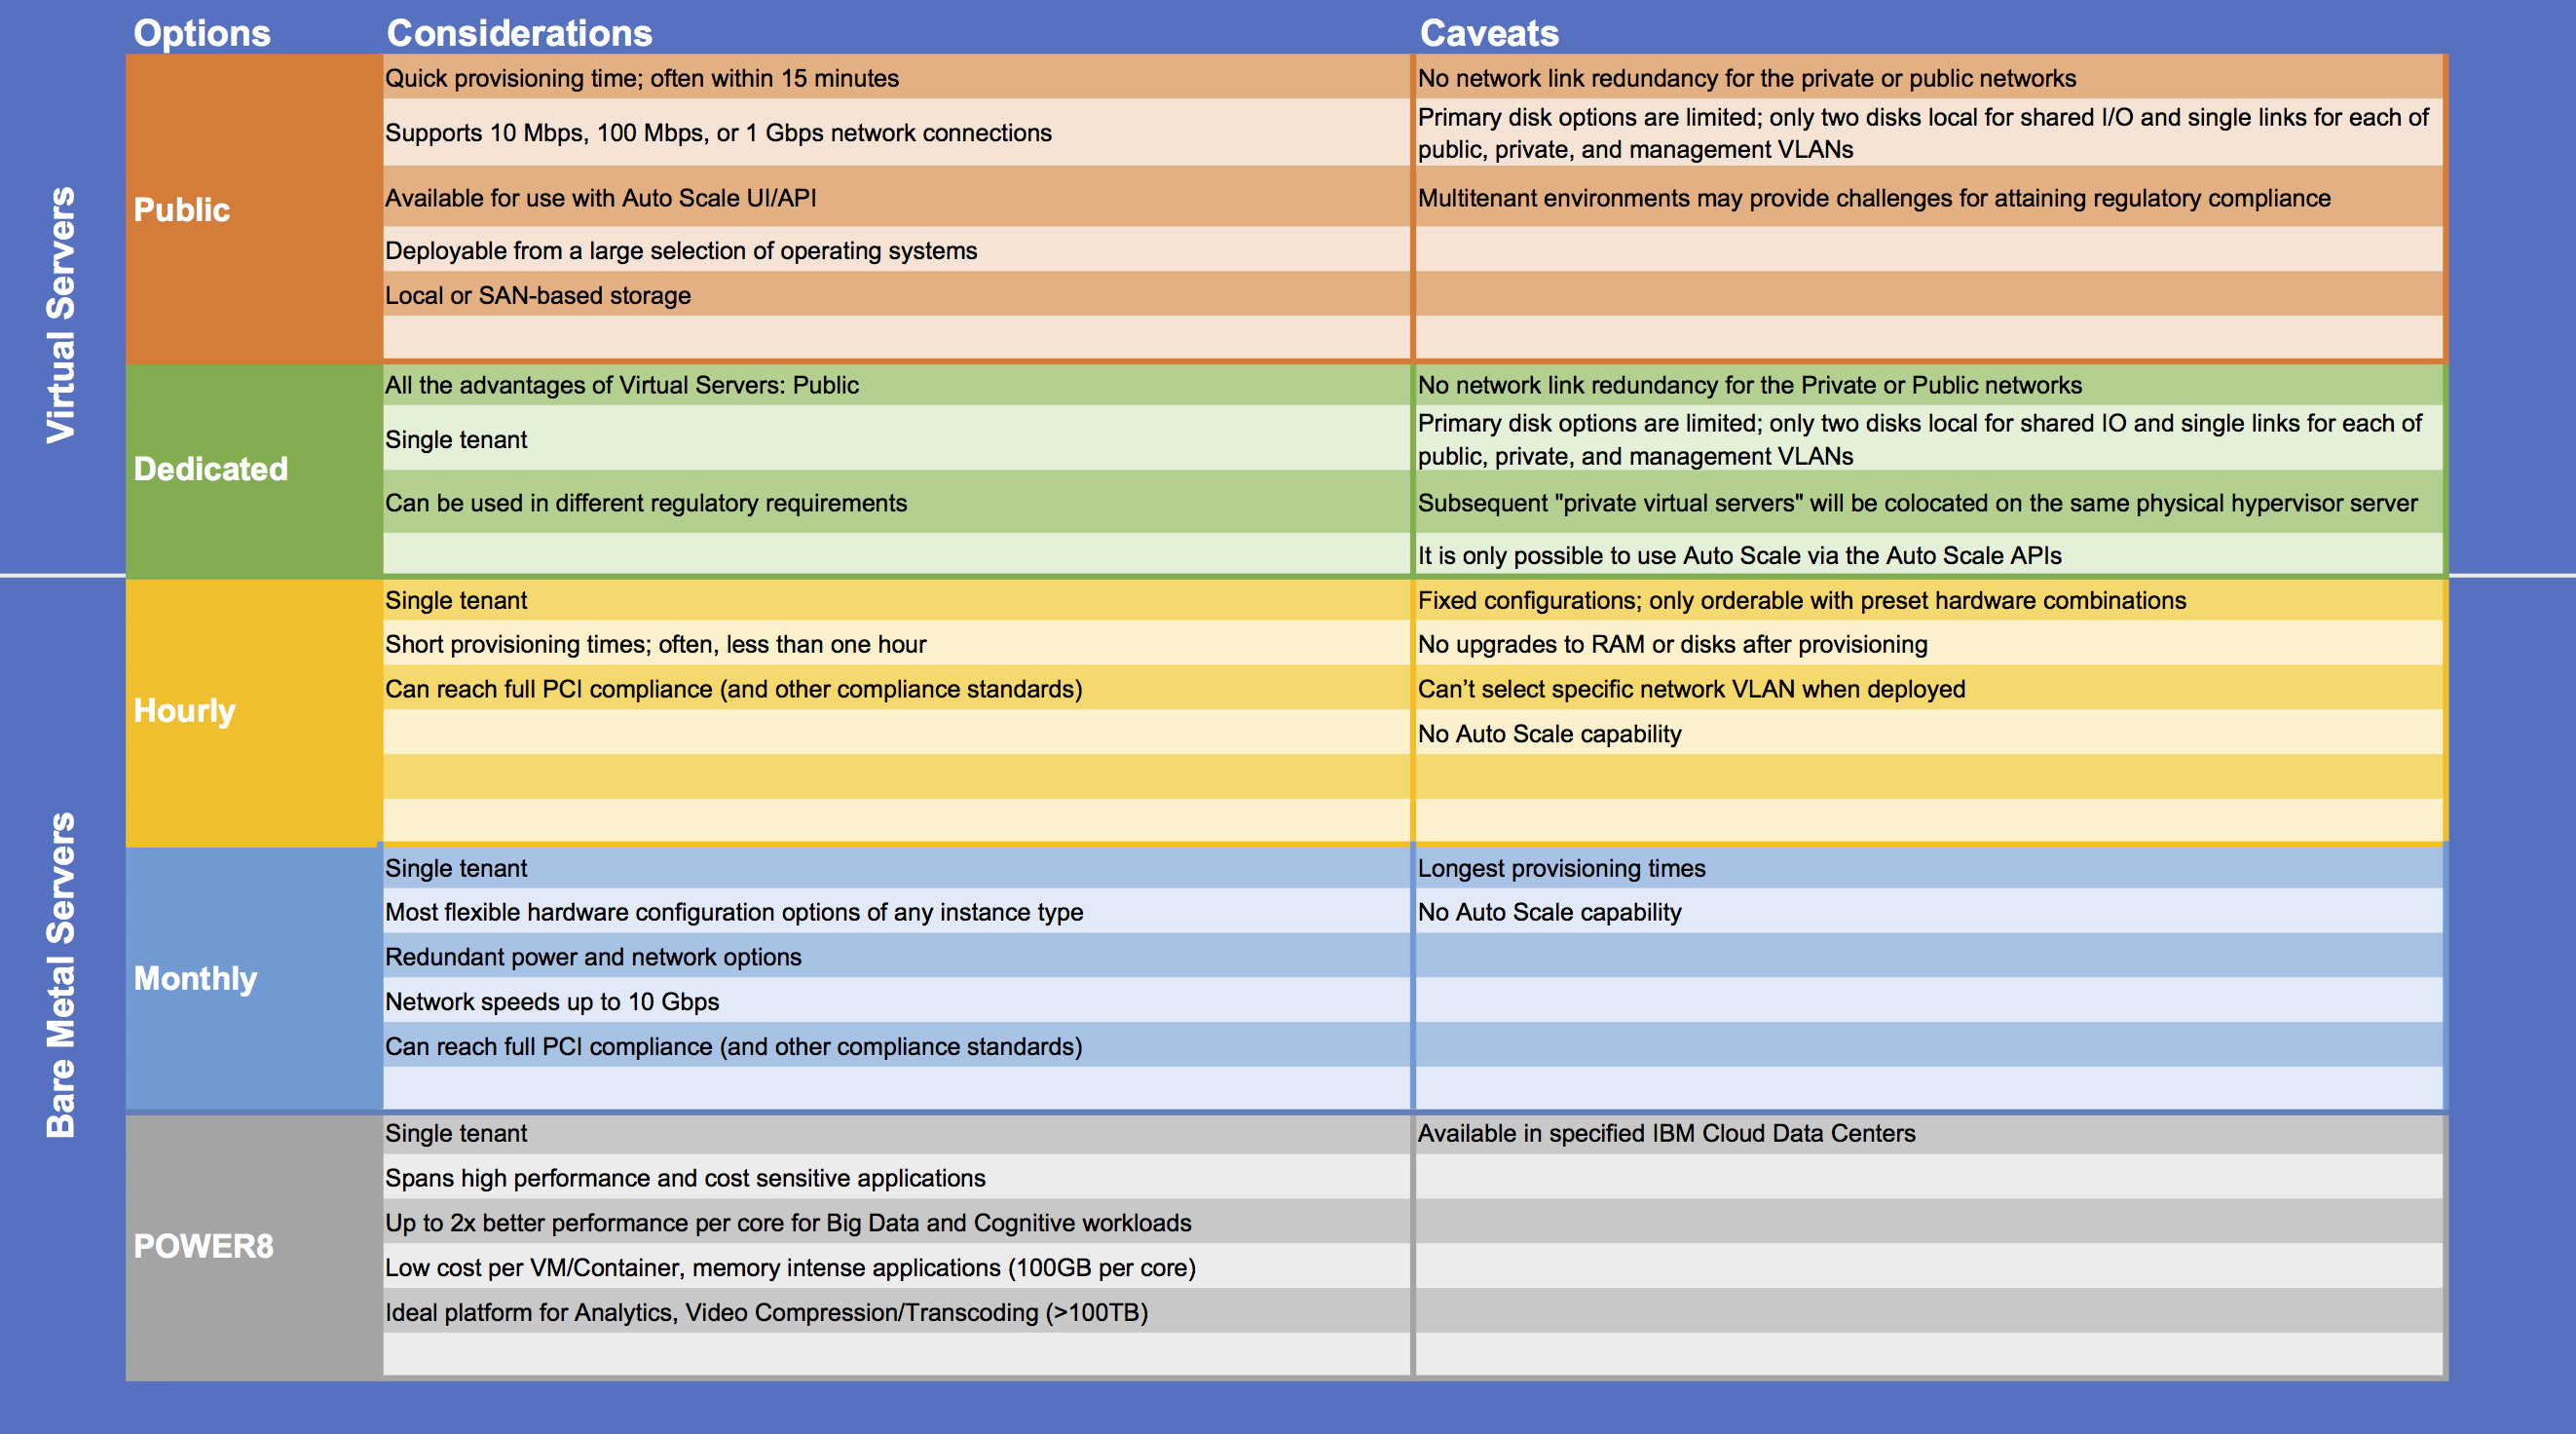 Options Considerations Caveats
Virtual Servers
Public
Quick provisioning time; often within 15 minutes
No network link redundancy for the private or public networks
Supports 10 Mbps, 100 Mbps, or 1 Gbps network connections
Primary disk options are limited; only two disks local for shared I/O and single links for each of
public, private, and management VLANs
Available for use with Auto Scale UI/API
Multitenant environments may provide challenges for attaining regulatory compliance
Deployable from a large selection of operating systems
Local or SAN-based storage
Dedicated
All the advantages of Virtual Servers: Public
No network link redundancy for the Private or Public networks
Single tenant
Primary disk options are limited; only two disks local for shared IO and single links for each of
public, private, and management VLANs
Can be used in different regulatory requirements
Subsequent "private virtual servers" will be colocated on the same physical hypervisor server
It is only possible to use Auto Scale via the Auto Scale APIs
Bare Metal Servers
Hourly
Single tenant
Fixed configurations; only orderable with preset hardware combinations
Short provisioning times; often, less than one hour
No upgrades to RAM or disks after provisioning
Can reach full PCI compliance (and other compliance standards)
Can’t select specific network VLAN when deployed
No Auto Scale capability
Monthly
Single tenant
Longest provisioning times
Most flexible hardware configuration options of any instance type
No Auto Scale capability
Redundant power and network options
Network speeds up to 10 Gbps
Can reach full PCI compliance (and other compliance standards)
POWER8
Single tenant
Available in specified IBM Cloud Data Centers
Spans high performance and cost sensitive applications
Up to 2x better performance per core for Big Data and Cognitive workloads
Low cost per VM/Container, memory intense applications (100GB per core)
Ideal platform for Analytics, Video Compression/Transcoding (>100TB)